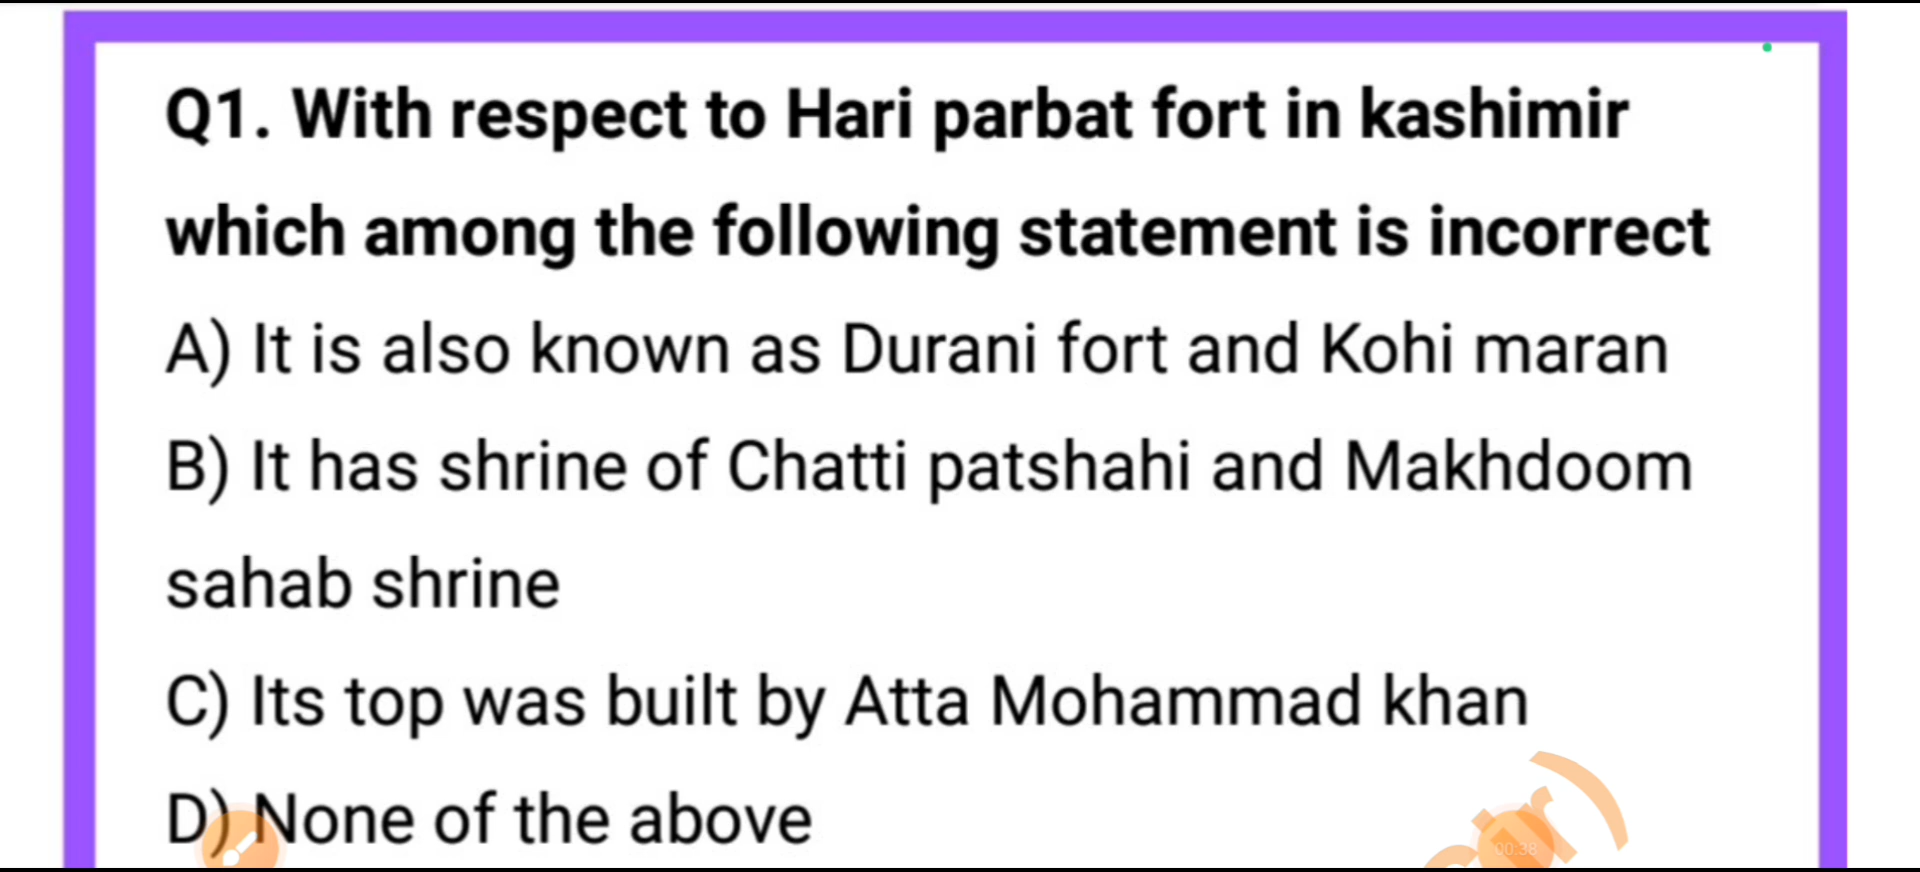 Q1. With respect to Hari parbat fort in kashimir
which among the following statement is incorrect
A) It is also known as Durani fort and Kohi maran
B) It has shrine of Chatti patshahi and Makhdoom
sahab shrine
C) Its top was built by Atta Mohammad khan
D) None of the above
00:38